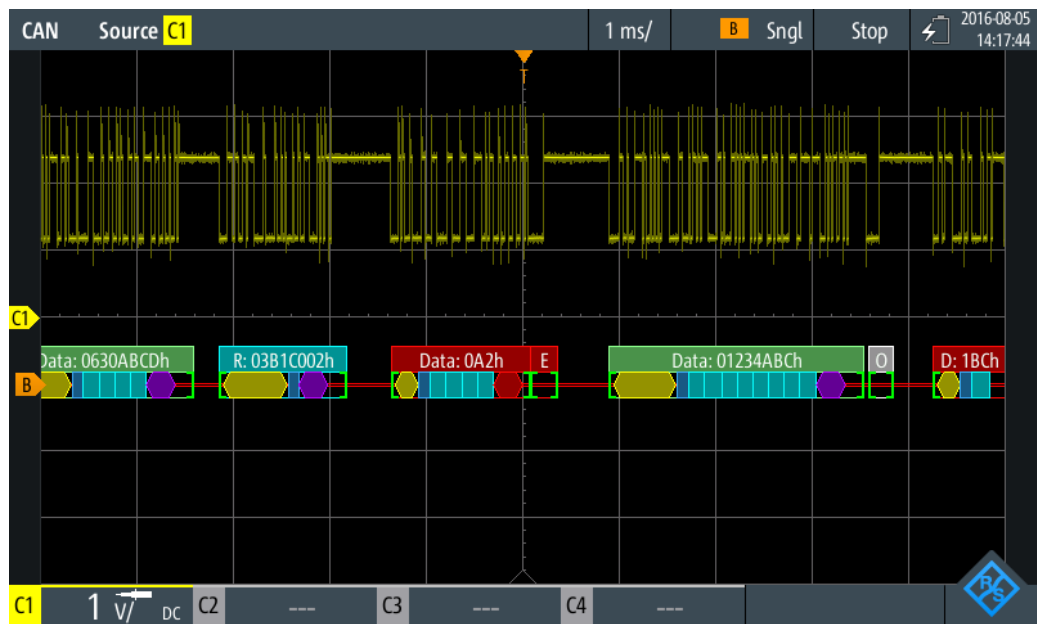 CAN Source C1 1 ms/ B Sngl Stop 2016-08-05
14:17:44
T
C1
Data: 0630ABCDh R: 03B1C002h Data: 0A2h E Data: 01234ABCh O D: 1BCh
B
C1 1 V/ DC C2 --- C3 --- C4 ---
R&S